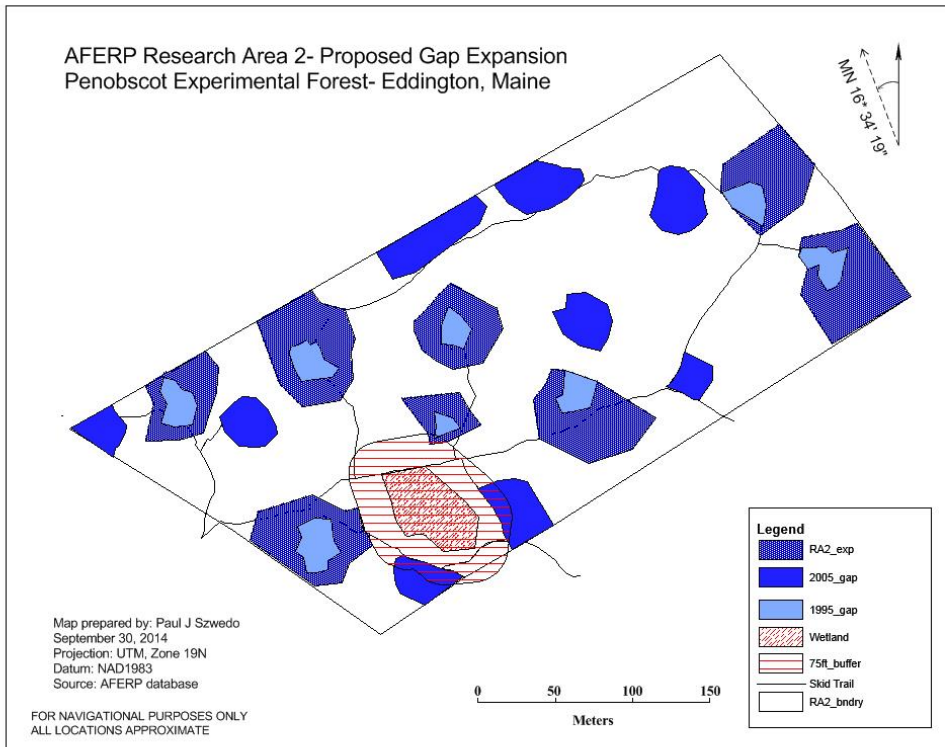 AFERP Research Area 2- Proposed Gap Expansion
Penobscot Experimental Forest- Eddington, Maine
MN 16* 34' 19"
Legend
RA2_exp
2005_gap
1995_gap
Wetland
75ft_buffer
Skid Trail
RA2_bndry
Map prepared by: Paul J Szwedo
September 30, 2014
Projection: UTM, Zone 19N
Datum: NAD1983
Source: AFERP database
0 50 100 150
Meters
FOR NAVIGATIONAL PURPOSES ONLY
ALL LOCATIONS APPROXIMATE